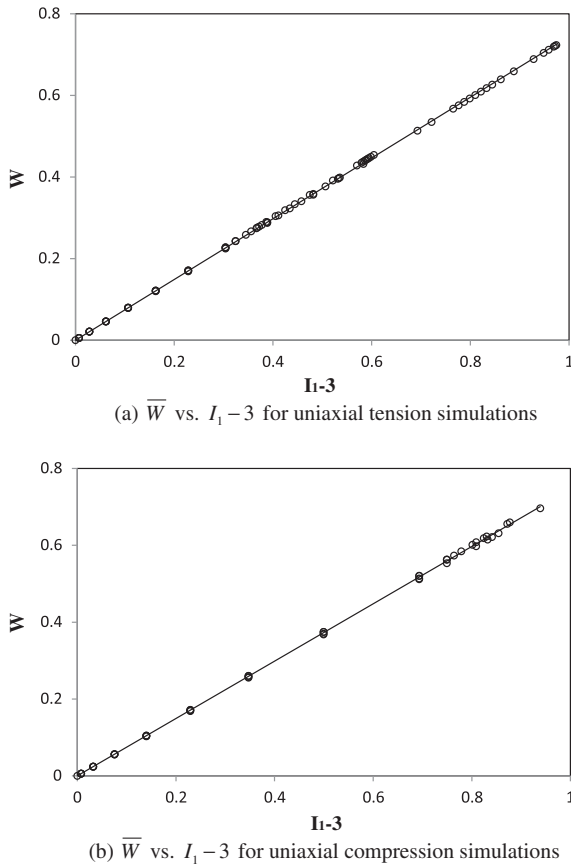 0.8
0.6
0.4
0.2
0
W
0 0.2 0.4 0.6 0.8 1
I₁-3
(a) W̅ vs. I₁ − 3 for uniaxial tension simulations
0.8
0.6
0.4
0.2
0
W
0 0.2 0.4 0.6 0.8 1
I₁-3
(b) W̅ vs. I₁ − 3 for uniaxial compression simulations